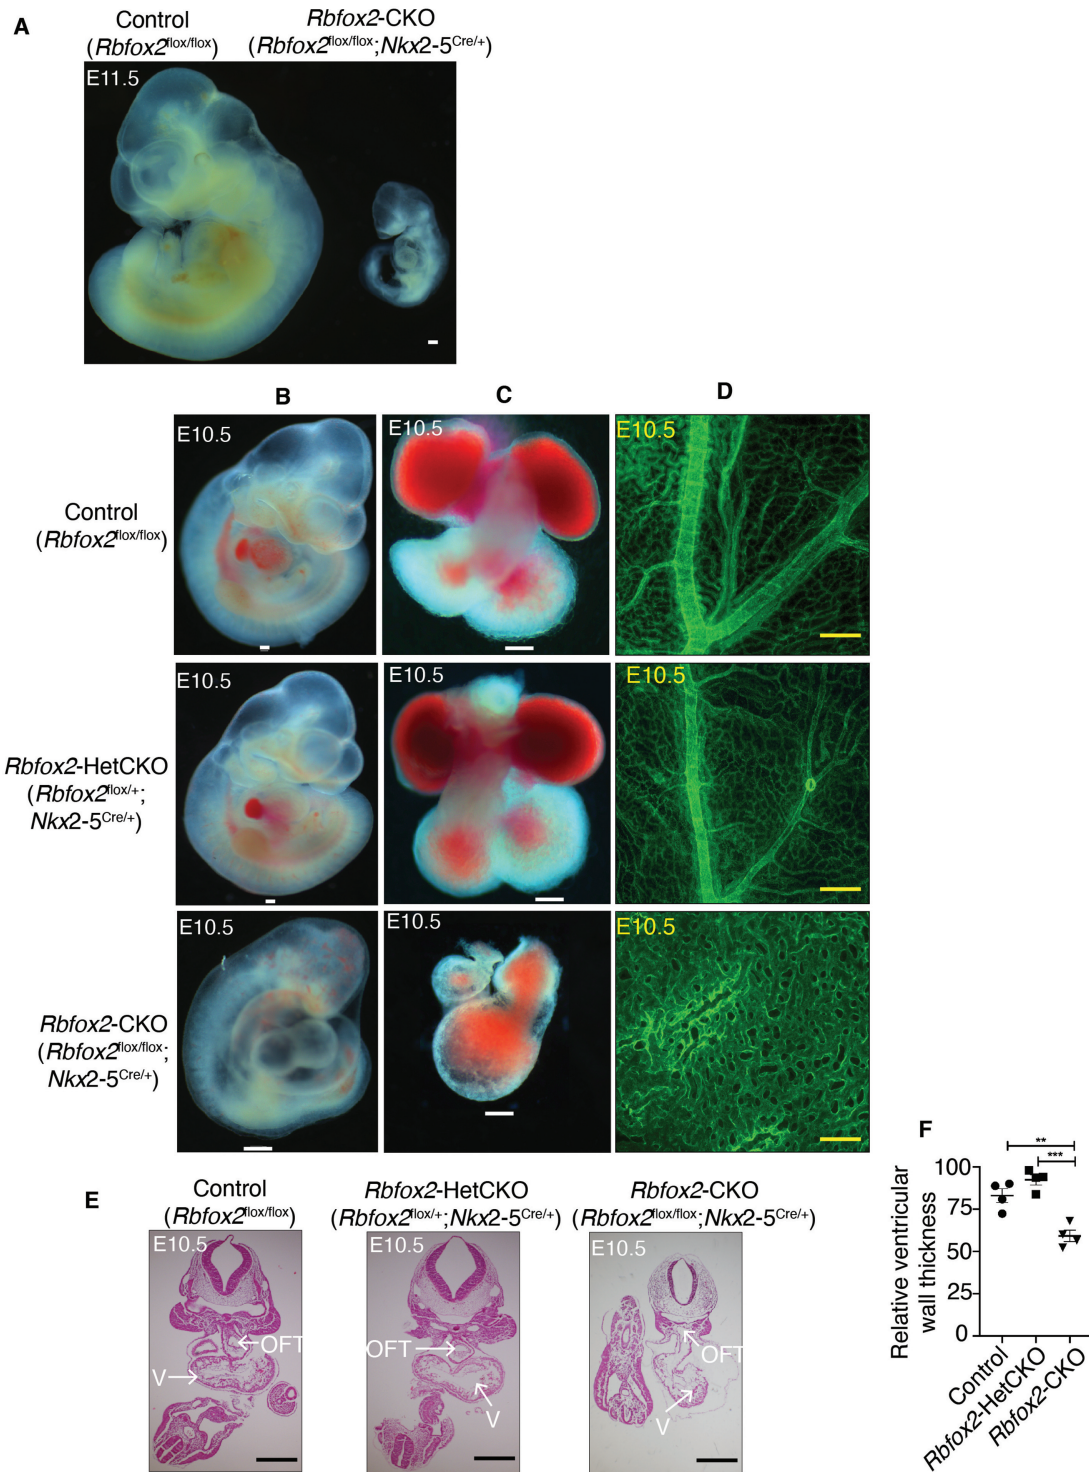 A
Control
(Rbfox2flox/flox)
Rbfox2-CKO
(Rbfox2flox/flox;Nkx2-5Cre/+)
E11.5
B
C
D
Control
(Rbfox2flox/flox)
E10.5
E10.5
E10.5
Rbfox2-HetCKO
(Rbfox2flox/+;
Nkx2-5Cre/+)
E10.5
E10.5
E10.5
Rbfox2-CKO
(Rbfox2flox/flox;
Nkx2-5Cre/+)
E10.5
E10.5
E10.5
E
Control
(Rbfox2flox/flox)
Rbfox2-HetCKO
(Rbfox2flox/+;Nkx2-5Cre/+)
Rbfox2-CKO
(Rbfox2flox/flox;Nkx2-5Cre/+)
E10.5
OFT
V
E10.5
OFT
V
E10.5
OFT
V
F
**
***
100
75
50
25
0
Relative ventricular
wall thickness
Control
Rbfox2-HetCKO
Rbfox2-CKO